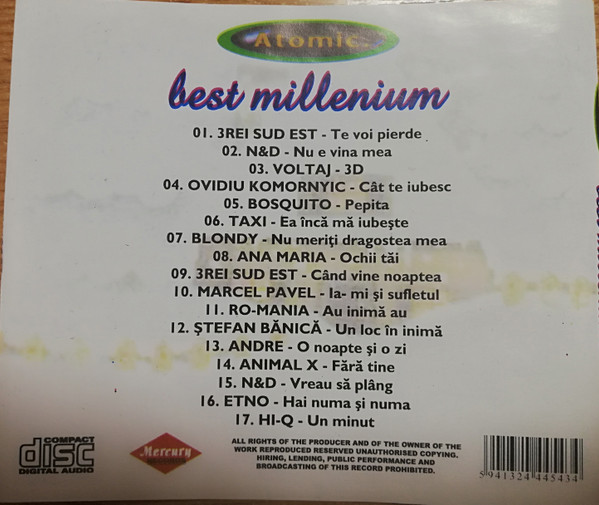 Atomic
best millenium
01. 3REI SUD EST - Te voi pierde
02. N&D - Nu e vina mea
03. VOLTAJ - 3D
04. OVIDIU KOMORNYIC - Cât te iubesc
05. BOSQUITO - Pepita
06. TAXI - Ea încă mă iubeşte
07. BLONDY - Nu meriţi dragostea mea
08. ANA MARIA - Ochii tăi
09. 3REI SUD EST - Când vine noaptea
10. MARCEL PAVEL - Ia- mi şi sufletul
11. RO-MANIA - Au inimă au
12. ŞTEFAN BĂNICĂ - Un loc în inimă
13. ANDRE - O noapte şi o zi
14. ANIMAL X - Fără tine
15. N&D - Vreau să plâng
16. ETNO - Hai numa şi numa
17. HI-Q - Un minut
COMPACT
disc
DIGITAL AUDIO
Mercury
ALL RIGHTS OF THE PRODUCER AND OF THE OWNER OF THE
WORK REPRODUCED RESERVED UNAUTHORISED COPYING.
HIRING, LENDING, PUBLIC PERFORMANCE AND
BROADCASTING OF THIS RECORD PROHIBITED.
5 941324 445434